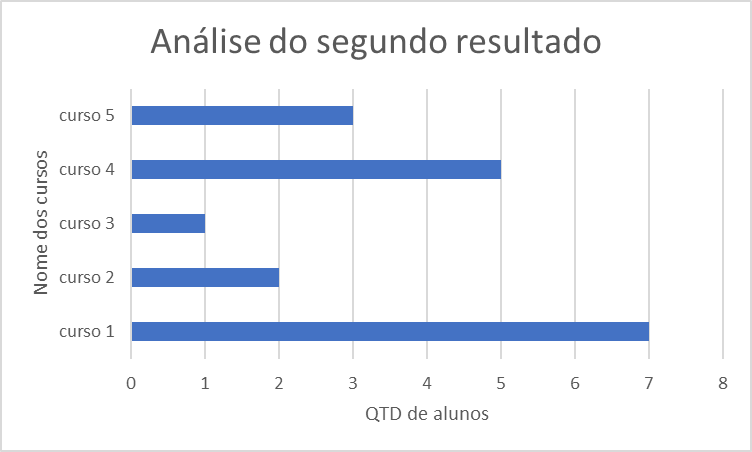 Análise do segundo resultado
Nome dos cursos
curso 5
curso 4
curso 3
curso 2
curso 1
0 1 2 3 4 5 6 7 8
QTD de alunos